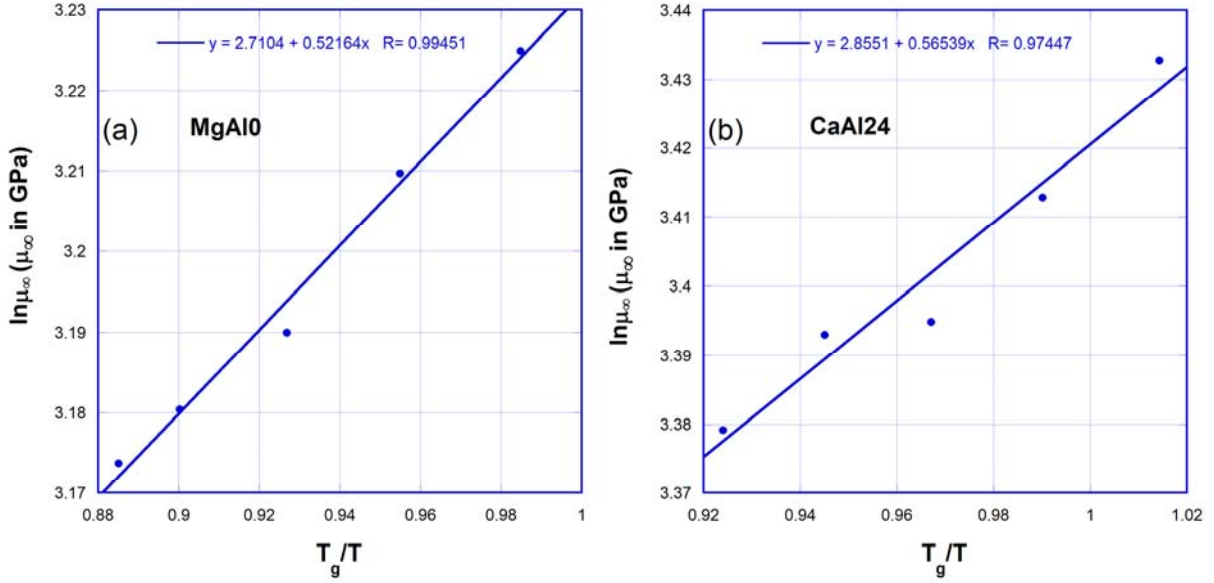 3.23
y = 2.7104 + 0.52164x R= 0.99451
3.22
(a) MgAl0
3.21
3.2
3.19
3.18
3.17
0.88 0.9 0.92 0.94 0.96 0.98 1
lnμ∞ (μ∞ in GPa)
Tg/T
3.44
y = 2.8551 + 0.56539x R= 0.97447
3.43
(b) CaAl24
3.42
3.41
3.4
3.39
3.38
3.37
0.92 0.94 0.96 0.98 1 1.02
lnμ∞ (μ∞ in GPa)
Tg/T